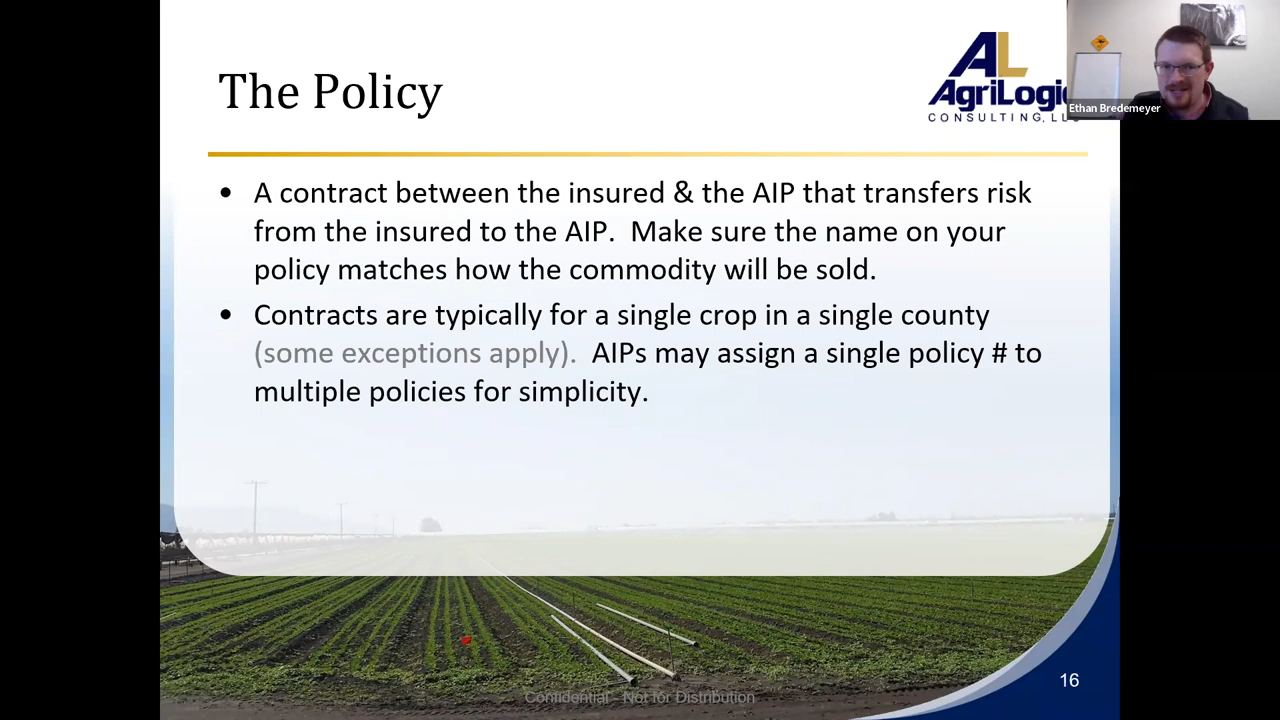 The Policy
AL
AgriLogic
CONSULTING, LLC
Ethan Bredemeyer
• A contract between the insured & the AIP that transfers risk
from the insured to the AIP. Make sure the name on your
policy matches how the commodity will be sold.
• Contracts are typically for a single crop in a single county
(some exceptions apply). AIPs may assign a single policy # to
multiple policies for simplicity.
16
Confidential - Not for Distribution